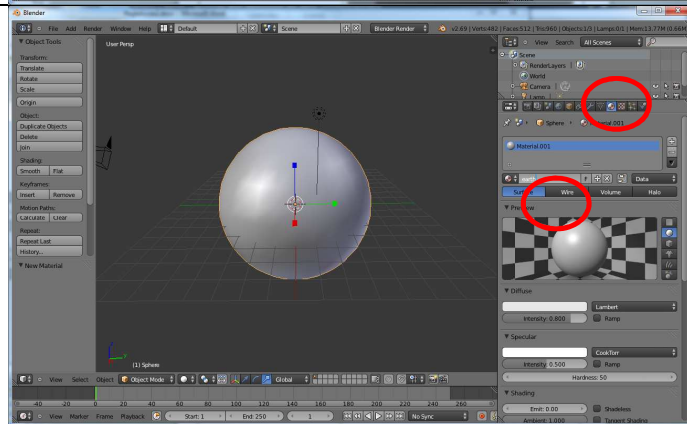 Blender
File Add Render Window Help Default Scene Blender Render v2.69 | Verts:482 | Faces:512 | Tris:960 | Objects:1/3 | Lamps:0/1 | Mem:13.77M (0.66M
Object Tools
Transform:
Translate
Rotate
Scale
Origin
Object:
Duplicate Objects
Delete
Join
Shading:
Smooth Flat
Keyframes:
Insert Remove
Motion Paths:
Calculate Clear
Repeat:
Repeat Last
History...
New Material
User Persp
(1) Sphere
View Search All Scenes
Scene
RenderLayers
World
Camera
Lamp
Sphere Material.001
Material.001
earth Data
Surface Wire Volume Halo
Preview
Diffuse
Lambert
Intensity: 0.800 Ramp
Specular
CookTorr
Intensity: 0.500 Ramp
Hardness: 50
Shading
Emit: 0.00 Shadeless
Ambient: 1.000 Tangent Shading
View Select Object Object Mode Global
-40 -20 0 20 40 60 80 100 120 140 160 180 200 220 240 260
View Marker Frame Playback Start: 1 End: 250 1 No Sync